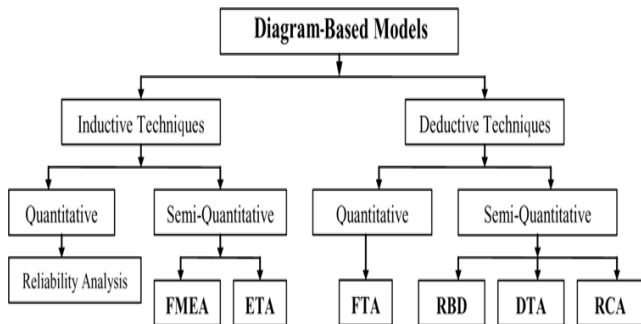 Diagram-Based Models
Inductive Techniques
Deductive Techniques
Quantitative
Semi-Quantitative
Quantitative
Semi-Quantitative
Reliability Analysis
FMEA
ETA
FTA
RBD
DTA
RCA